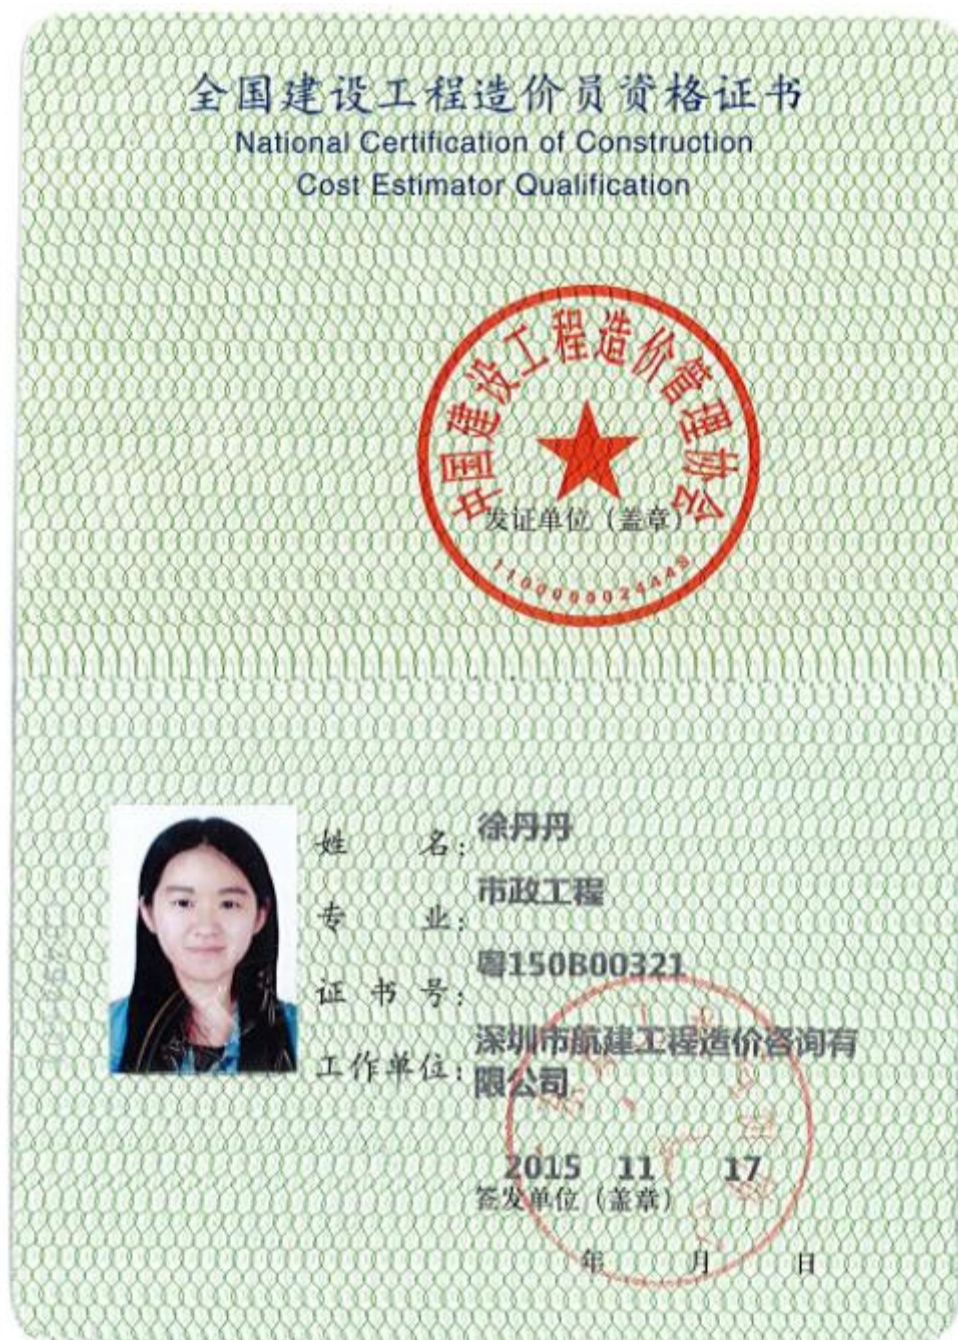 全国建设工程造价员资格证书
National Certification of Construction
Cost Estimator Qualification
中国建设工程造价管理协会
发证单位（盖章）
1100000024448
姓 名：徐丹丹
专 业：市政工程
证 书 号：粤150B00321
工作单位：深圳市航建工程造价咨询有
限公司
2015 11 17
签发单位（盖章）
年 月 日